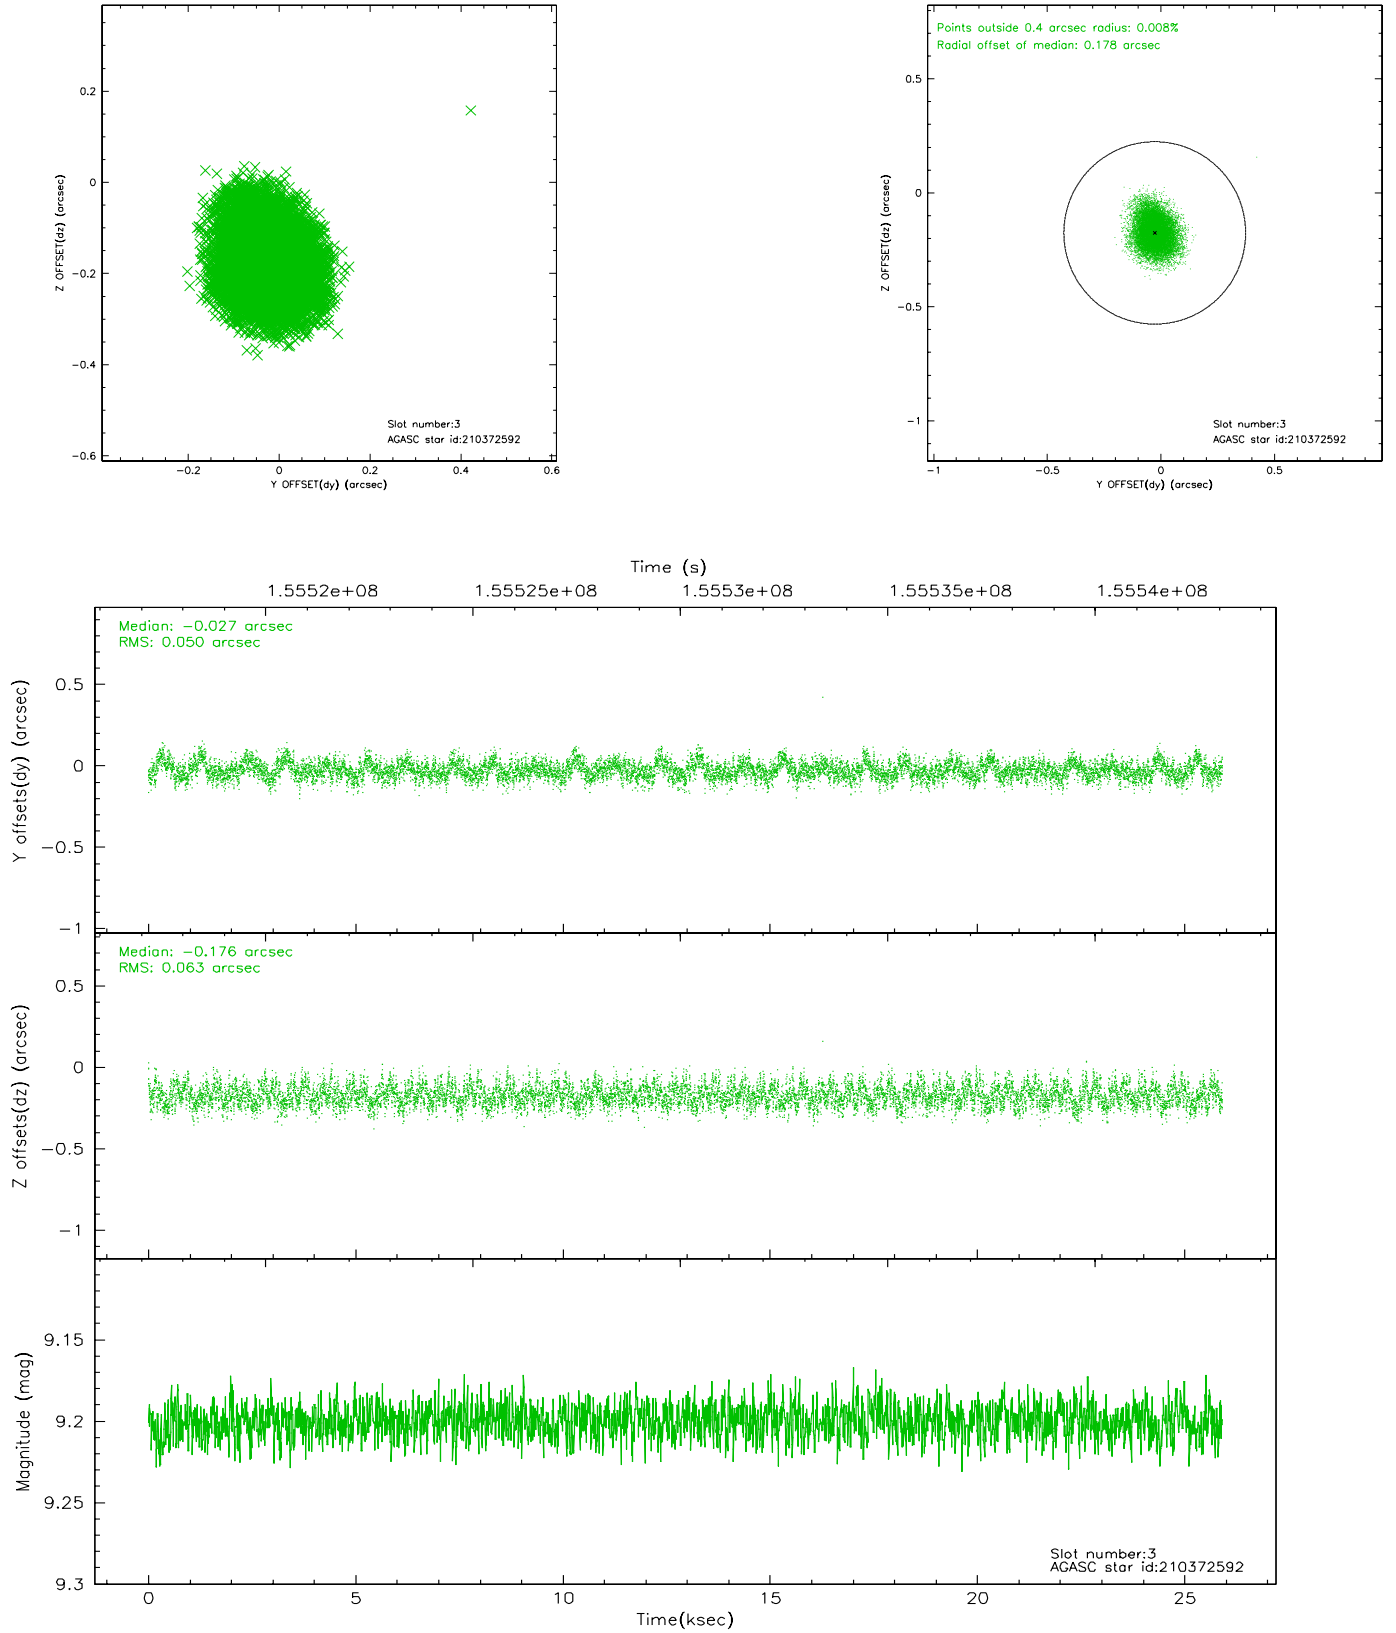 0.2
0
−0.2
−0.4
−0.6
Z OFFSET(dz) (arcsec)
Slot number:3
AGASC star id:210372592
−0.2 0 0.2 0.4 0.6
Y OFFSET(dy) (arcsec)
Points outside 0.4 arcsec radius: 0.008%
Radial offset of median: 0.178 arcsec
0.5
0
−0.5
−1
Z OFFSET(dz) (arcsec)
Slot number:3
AGASC star id:210372592
−1 −0.5 0 0.5
Y OFFSET(dy) (arcsec)
Time (s)
1.5552e+08 1.55525e+08 1.5553e+08 1.55535e+08 1.5554e+08
Median: −0.027 arcsec
RMS: 0.050 arcsec
0.5
0
−0.5
−1
Y offsets(dy) (arcsec)
Median: −0.176 arcsec
RMS: 0.063 arcsec
0.5
0
−0.5
−1
Z offsets(dz) (arcsec)
9.15
9.2
9.25
9.3
Magnitude (mag)
Slot number:3
AGASC star id:210372592
0 5 10 15 20 25
Time(ksec)